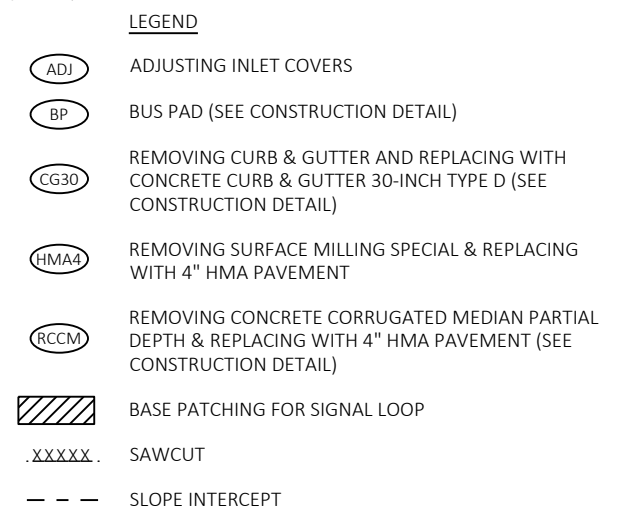 LEGEND
ADJ ADJUSTING INLET COVERS
BP BUS PAD (SEE CONSTRUCTION DETAIL)
REMOVING CURB & GUTTER AND REPLACING WITH
CG30 CONCRETE CURB & GUTTER 30-INCH TYPE D (SEE
CONSTRUCTION DETAIL)
HMA4 REMOVING SURFACE MILLING SPECIAL & REPLACING
WITH 4" HMA PAVEMENT
REMOVING CONCRETE CORRUGATED MEDIAN PARTIAL
RCCM DEPTH & REPLACING WITH 4" HMA PAVEMENT (SEE
CONSTRUCTION DETAIL)
BASE PATCHING FOR SIGNAL LOOP
XXXXX SAWCUT
SLOPE INTERCEPT